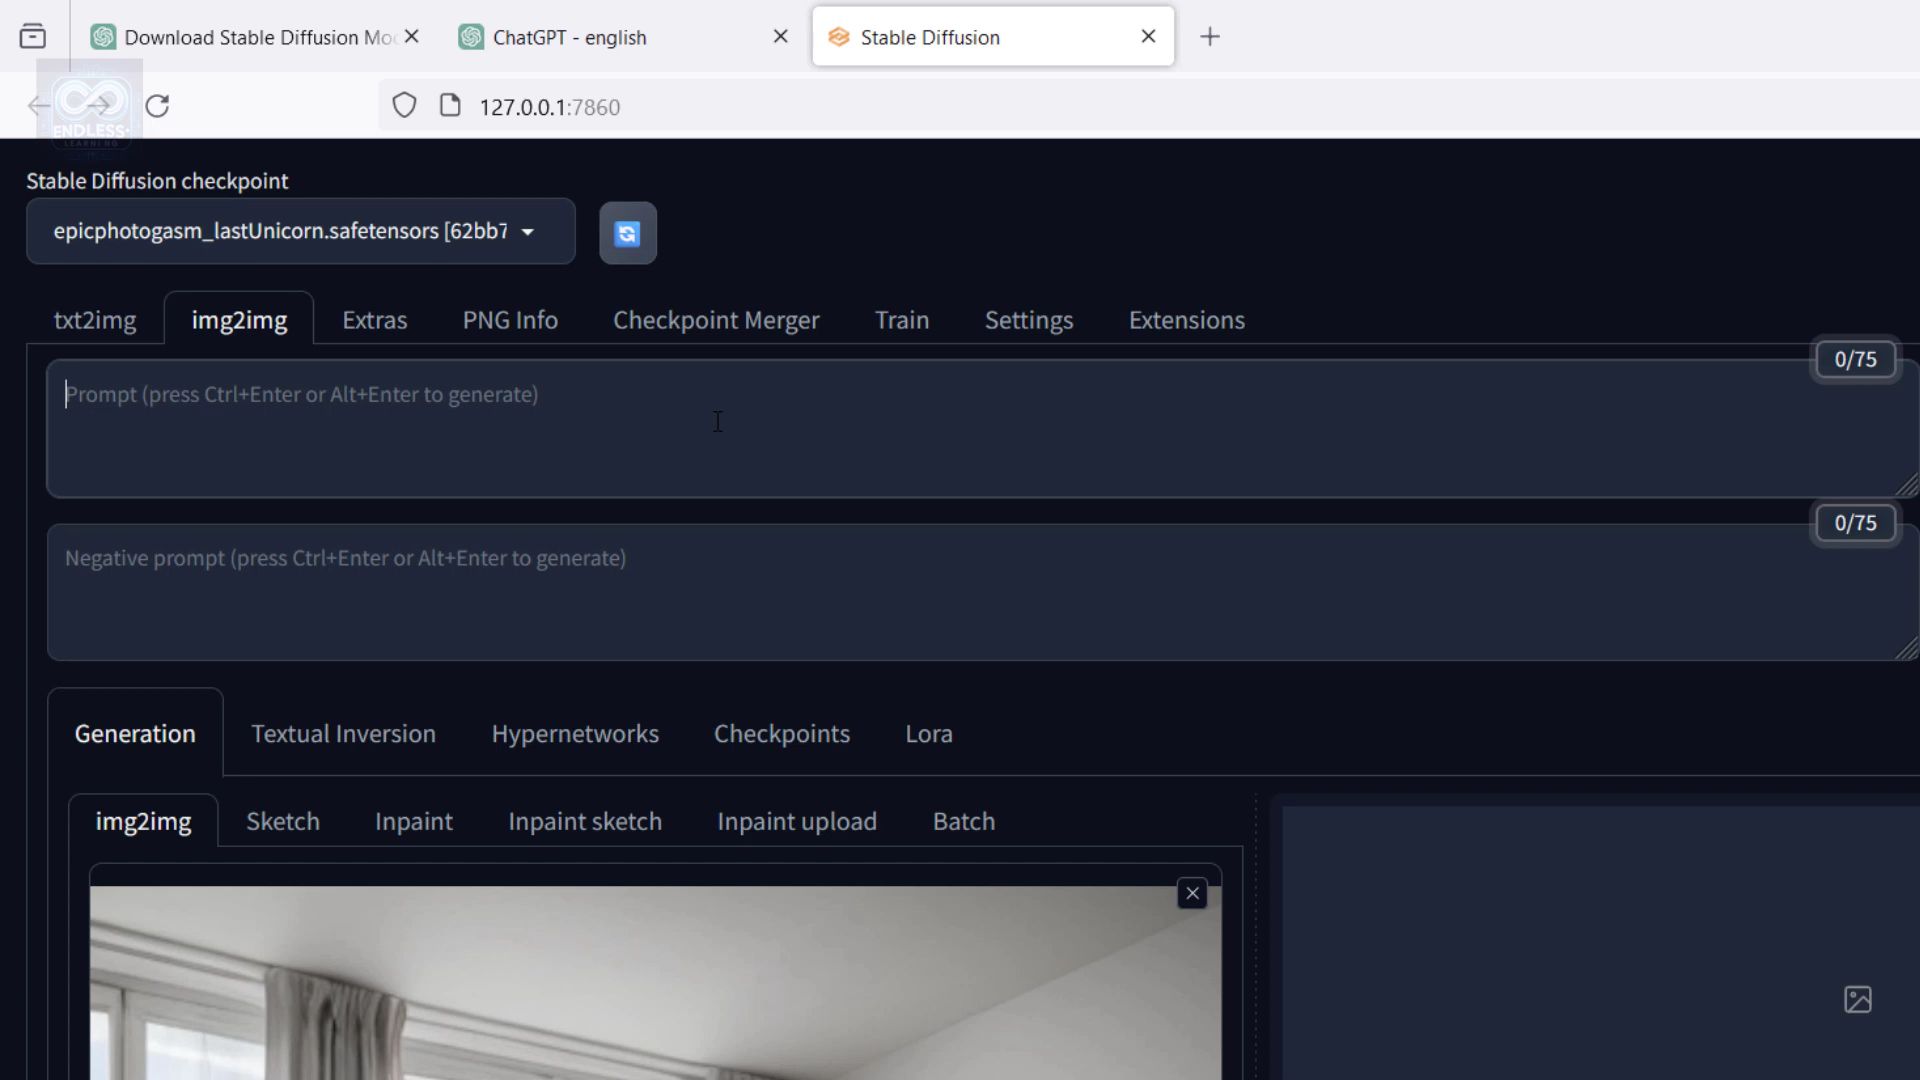 Download Stable Diffusion Mo
ChatGPT - english
Stable Diffusion
127.0.0.1:7860
ENDLESS
LEARNING
Stable Diffusion checkpoint
epicphotogasm_lastUnicorn.safetensors [62bb7
txt2img
img2img
Extras
PNG Info
Checkpoint Merger
Train
Settings
Extensions
0/75
Prompt (press Ctrl+Enter or Alt+Enter to generate)
0/75
Negative prompt (press Ctrl+Enter or Alt+Enter to generate)
Generation
Textual Inversion
Hypernetworks
Checkpoints
Lora
img2img
Sketch
Inpaint
Inpaint sketch
Inpaint upload
Batch